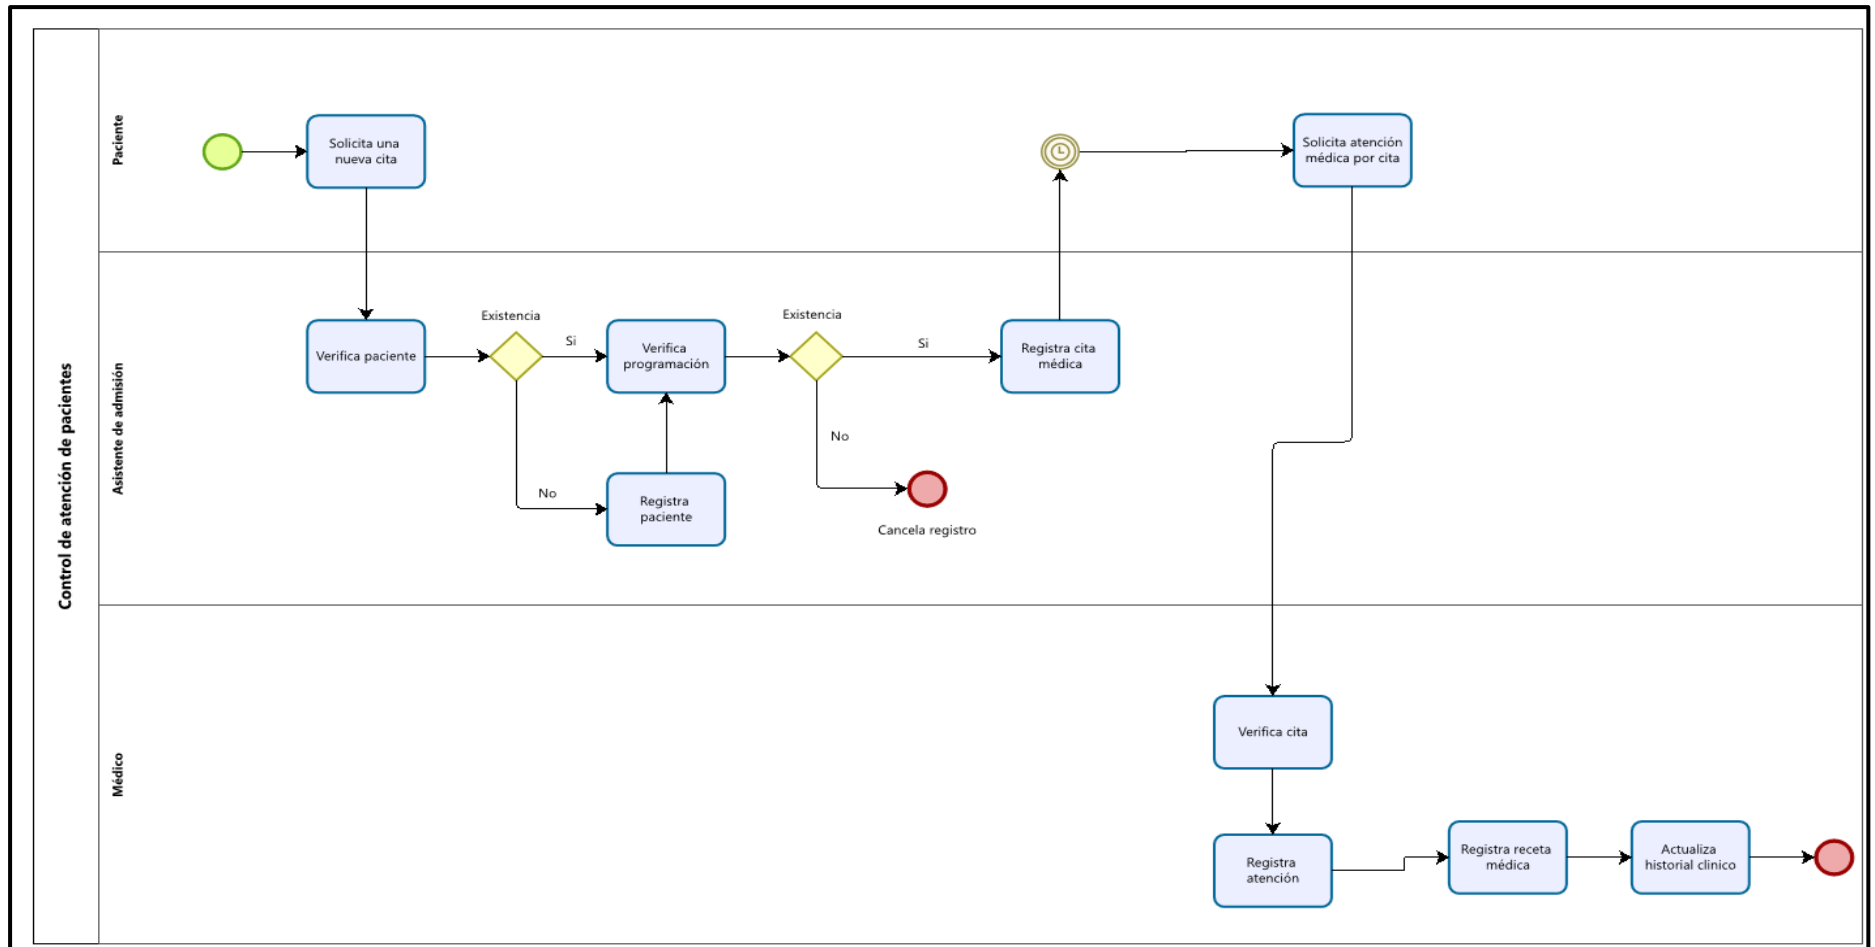 Control de atención de pacientes
Paciente
Solicita una
nueva cita
Solicita atención
médica por cita
Asistente de admisión
Verifica paciente
Existencia
Si
No
Verifica
programación
Registra
paciente
Existencia
Si
No
Cancela registro
Registra cita
médica
Médico
Verifica cita
Registra
atención
Registra receta
médica
Actualiza
historial clinico